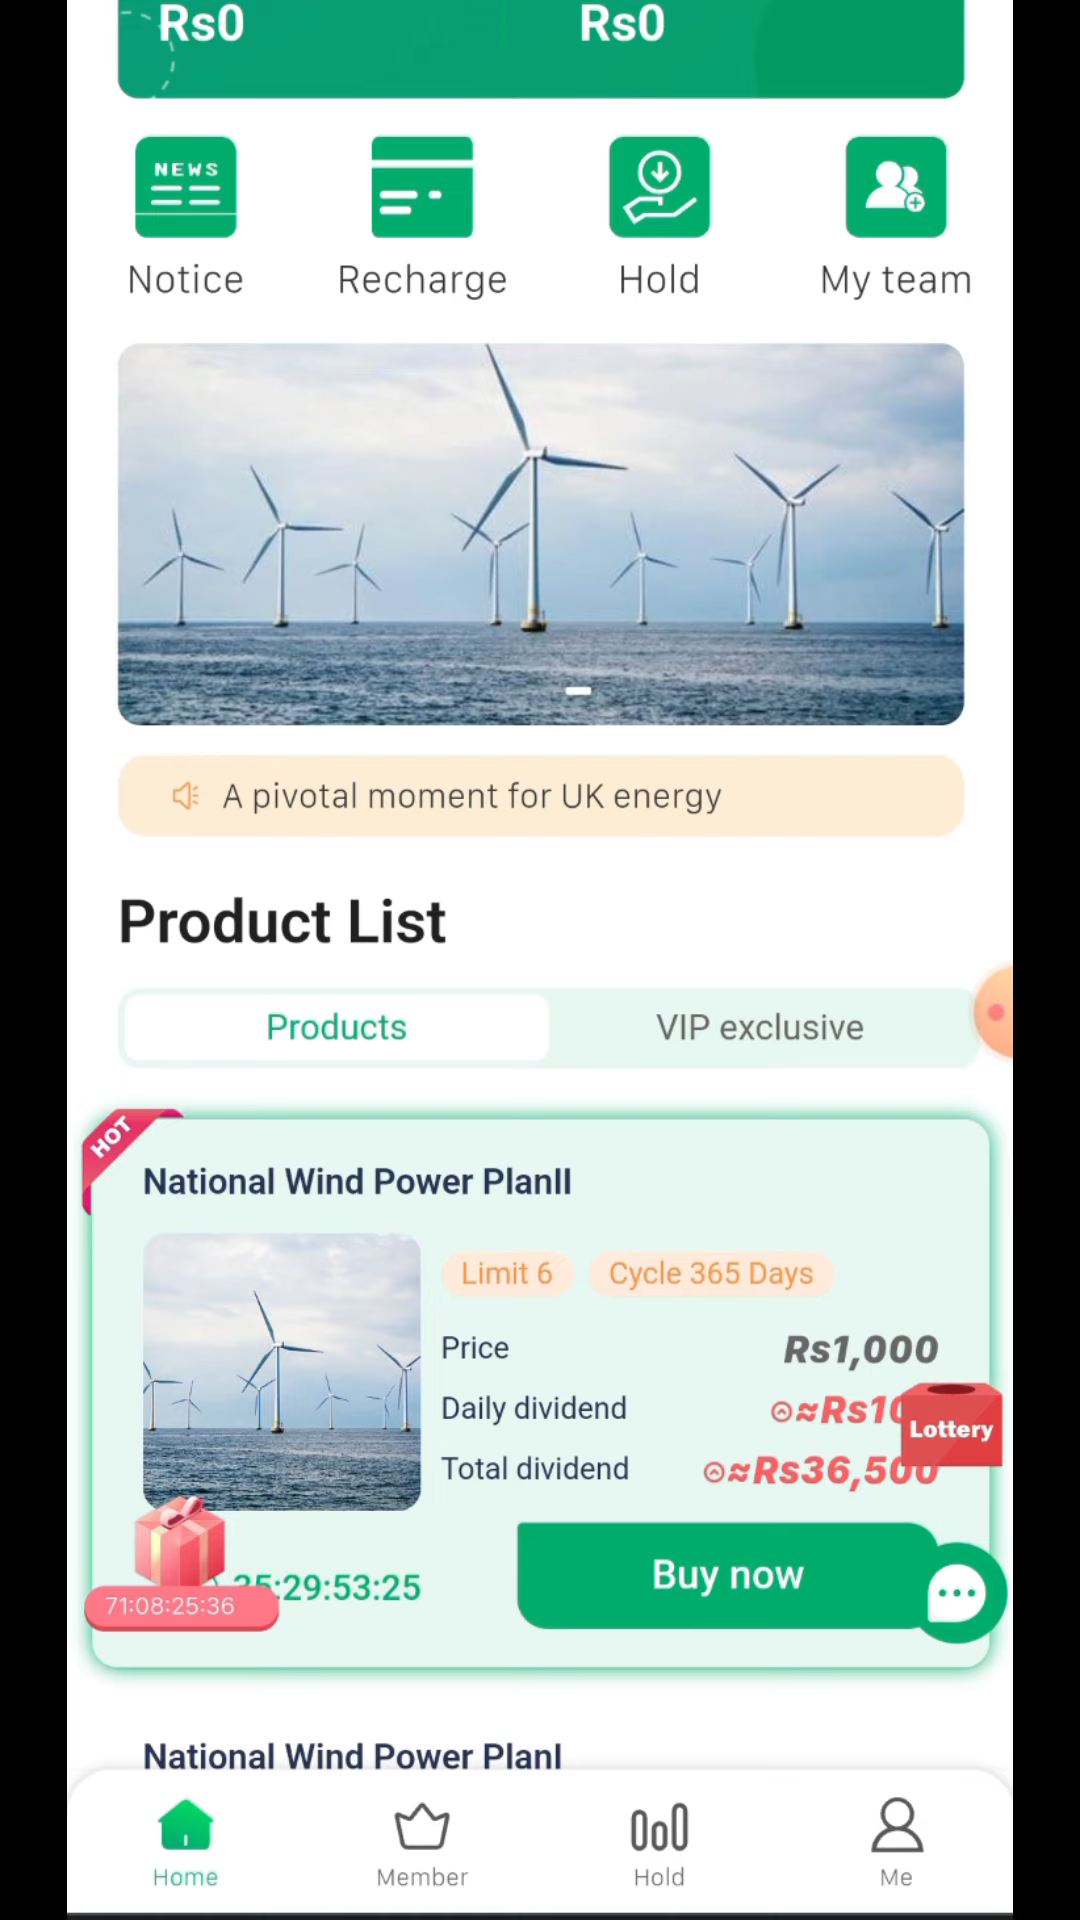 Rs0
Rs0
NEWS
Notice
Recharge
Hold
My team
A pivotal moment for UK energy
Product List
Products
VIP exclusive
HOT
National Wind Power PlanII
Limit 6
Cycle 365 Days
Price
Rs1,000
Daily dividend
≈Rs10
Lottery
Total dividend
≈Rs36,500
35:29:53:25
71:08:25:36
Buy now
National Wind Power PlanI
Home
Member
Hold
Me